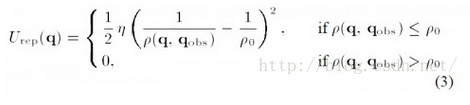 U_rep(q) = { 1/2 η (1/ρ(q, q_obs) − 1/ρ_0)^2, if ρ(q, q_obs) ≤ ρ_0
0, if ρ(q, q_obs) > ρ_0
(3)